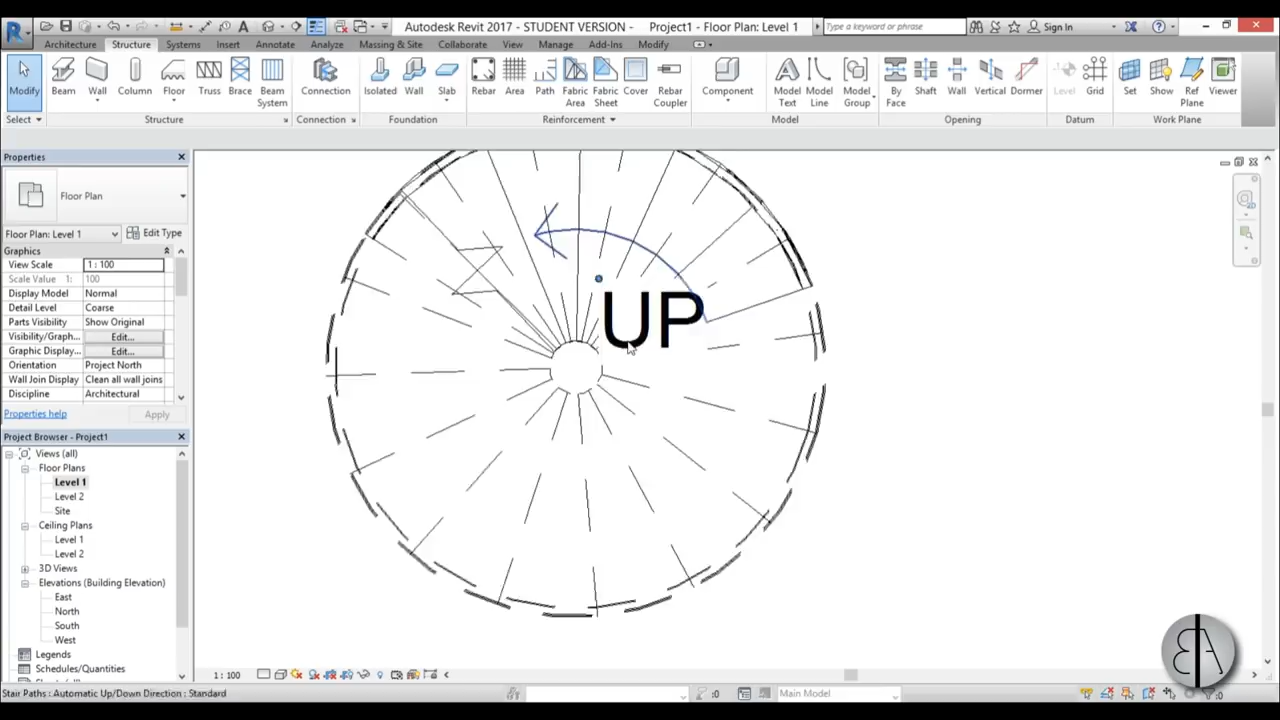 Autodesk Revit 2017 - STUDENT VERSION - Project1 - Floor Plan: Level 1
Type a keyword or phrase
Sign In
Architecture Structure Systems Insert Annotate Analyze Massing & Site Collaborate View Manage Add-Ins Modify
Modify Beam Wall Column Floor Truss Brace Beam System Connection Isolated Wall Slab Rebar Area Path Fabric Area Fabric Sheet Cover Rebar Coupler Component Model Text Model Line Model Group By Face Shaft Wall Vertical Dormer Level Grid Set Show Ref Plane Viewer
Select Structure Connection Foundation Reinforcement Model Opening Datum Work Plane
Properties
Floor Plan
Floor Plan: Level 1 Edit Type
Graphics
View Scale 1 : 100
Scale Value 1: 100
Display Model Normal
Detail Level Coarse
Parts Visibility Show Original
Visibility/Graph... Edit...
Graphic Display... Edit...
Orientation Project North
Wall Join Display Clean all wall joins
Discipline Architectural
Properties help Apply
Project Browser - Project1
Views (all)
Floor Plans
Level 1
Level 2
Site
Ceiling Plans
Level 1
Level 2
3D Views
Elevations (Building Elevation)
East
North
South
West
Legends
Schedules/Quantities
UP
1 : 100
Stair Paths : Automatic Up/Down Direction : Standard
:0
Main Model
:0
BA